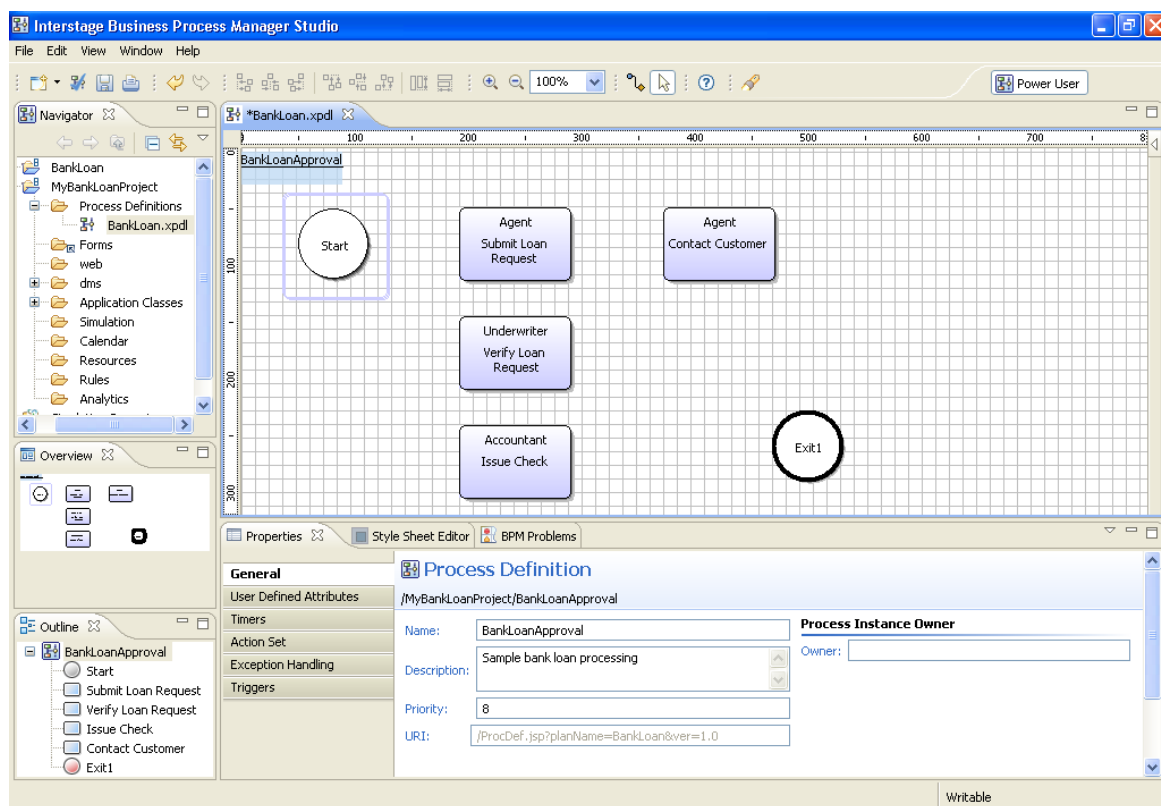 Interstage Business Process Manager Studio
File Edit View Window Help
100%
Power User
Navigator
BankLoan
MyBankLoanProject
Process Definitions
BankLoan.xpdl
Forms
web
dms
Application Classes
Simulation
Calendar
Resources
Rules
Analytics
Overview
Outline
BankLoanApproval
Start
Submit Loan Request
Verify Loan Request
Issue Check
Contact Customer
Exit1
*BankLoan.xpdl
0 100 200 300 400 500 600 700 8
0
100
200
300
BankLoanApproval
Start
Agent
Submit Loan
Request
Agent
Contact Customer
Underwriter
Verify Loan
Request
Accountant
Issue Check
Exit1
Properties Style Sheet Editor BPM Problems
General
User Defined Attributes
Timers
Action Set
Exception Handling
Triggers
Process Definition
/MyBankLoanProject/BankLoanApproval
Name: BankLoanApproval
Description: Sample bank loan processing
Priority: 8
URI: /ProcDef.jsp?planName=BankLoan&ver=1.0
Process Instance Owner
Owner:
Writable